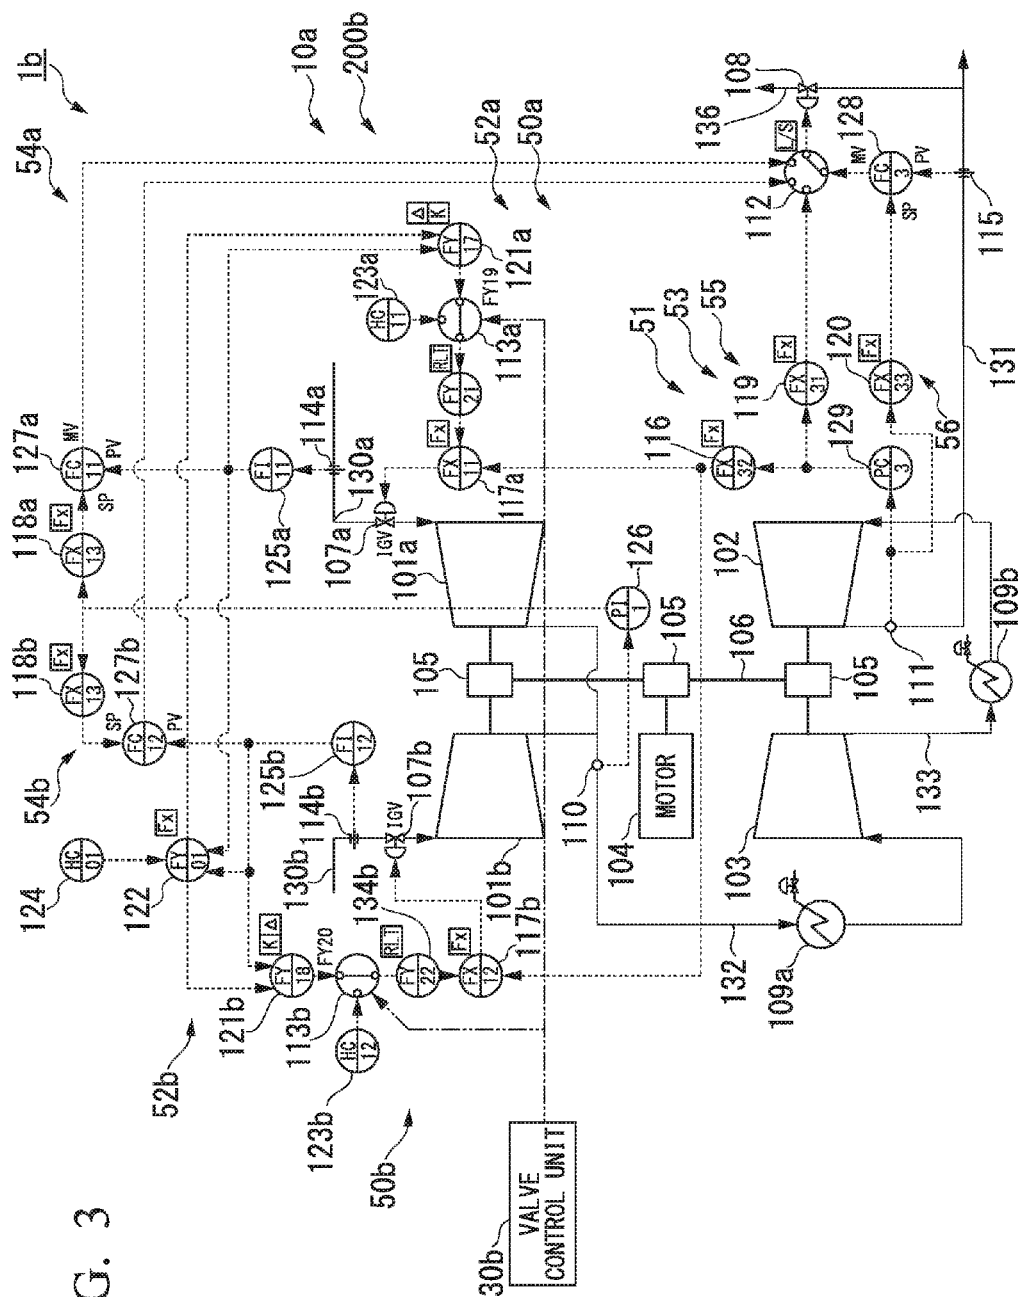 G. 3
1b
10a
200b
54a
52a
50a
L/S
108
136
128
MV
FC
3
PV
SP
112
115
131
127a
MV
FC
11
PV
SP
118a
Fx
FX
13
118b
Fx
FX
13
127b
SP
FC
12
PV
54b
Δ
K
FY
17
121a
123a
HC
11
FY19
113a
RLT
FY
21
Fx
FX
11
117a
114a
130a
125a
FI
11
107a
IGV
101a
51
53
55
119
Fx
FX
31
120
Fx
FX
33
56
129
PC
3
116
Fx
FX
32
126
PI
1
102
105
105
106
105
111
109b
133
103
110
104
MOTOR
132
109a
124
HC
01
122
Fx
FY
01
125b
FI
12
114b
107b
IGV
130b
101b
134b
RLT
FY
22
Fx
FX
12
117b
K
Δ
FY
18
FY20
121b
113b
HC
12
123b
52b
50b
30b
VALVE
CONTROL UNIT